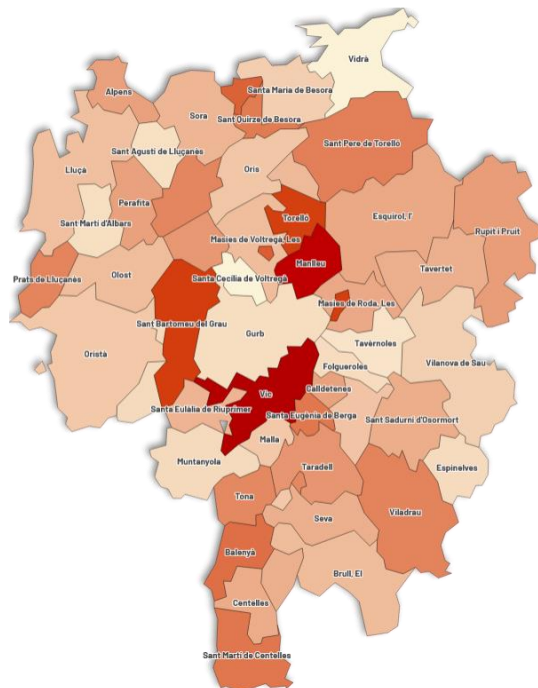 Vidrà
Alpens
Santa Maria de Besora
Sora
Sant Quirze de Besora
Sant Pere de Torelló
Sant Agustí de Lluçanès
Lluçà
Oris
Perafita
Sant Martí d'Albars
Torelló
Esquirol, l'
Rupit i Pruit
Masies de Voltregà, Les
Manlleu
Tavertet
Olost
Prats de Lluçanès
Santa Cecília de Voltregà
Masies de Roda, Les
Sant Bartomeu del Grau
Gurb
Tavèrnoles
Oristà
Folgueroles
Vilanova de Sau
Vic
Calldetenes
Santa Eulàlia de Riuprimer
Santa Eugènia de Berga
Sant Sadurní d'Osormort
Malla
Muntanyola
Taradell
Espinelves
Tona
Viladrau
Seva
Balenyà
Brull, El
Centelles
Sant Martí de Centelles